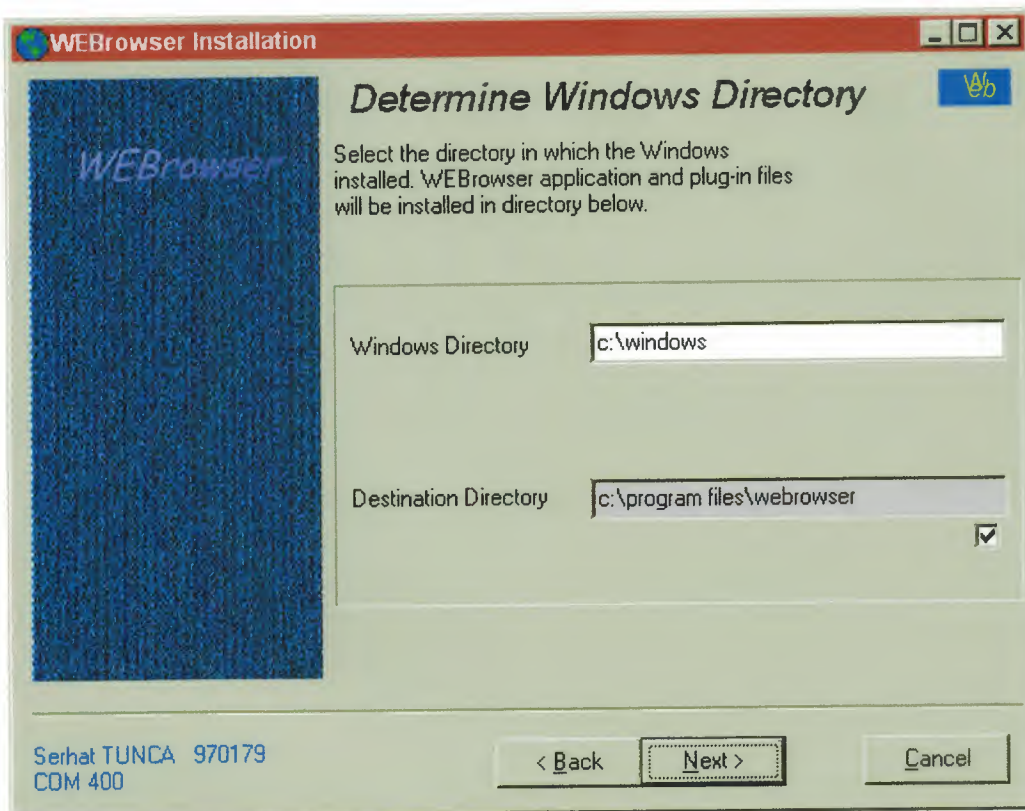 WEBrowser Installation
Web
Determine Windows Directory
WEBrowser
Select the directory in which the Windows
installed. WEBrowser application and plug-in files
will be installed in directory below.
Windows Directory c:\windows
Destination Directory c:\program files\webrowser
Serhat TUNCA 970179
COM 400
< Back Next > Cancel